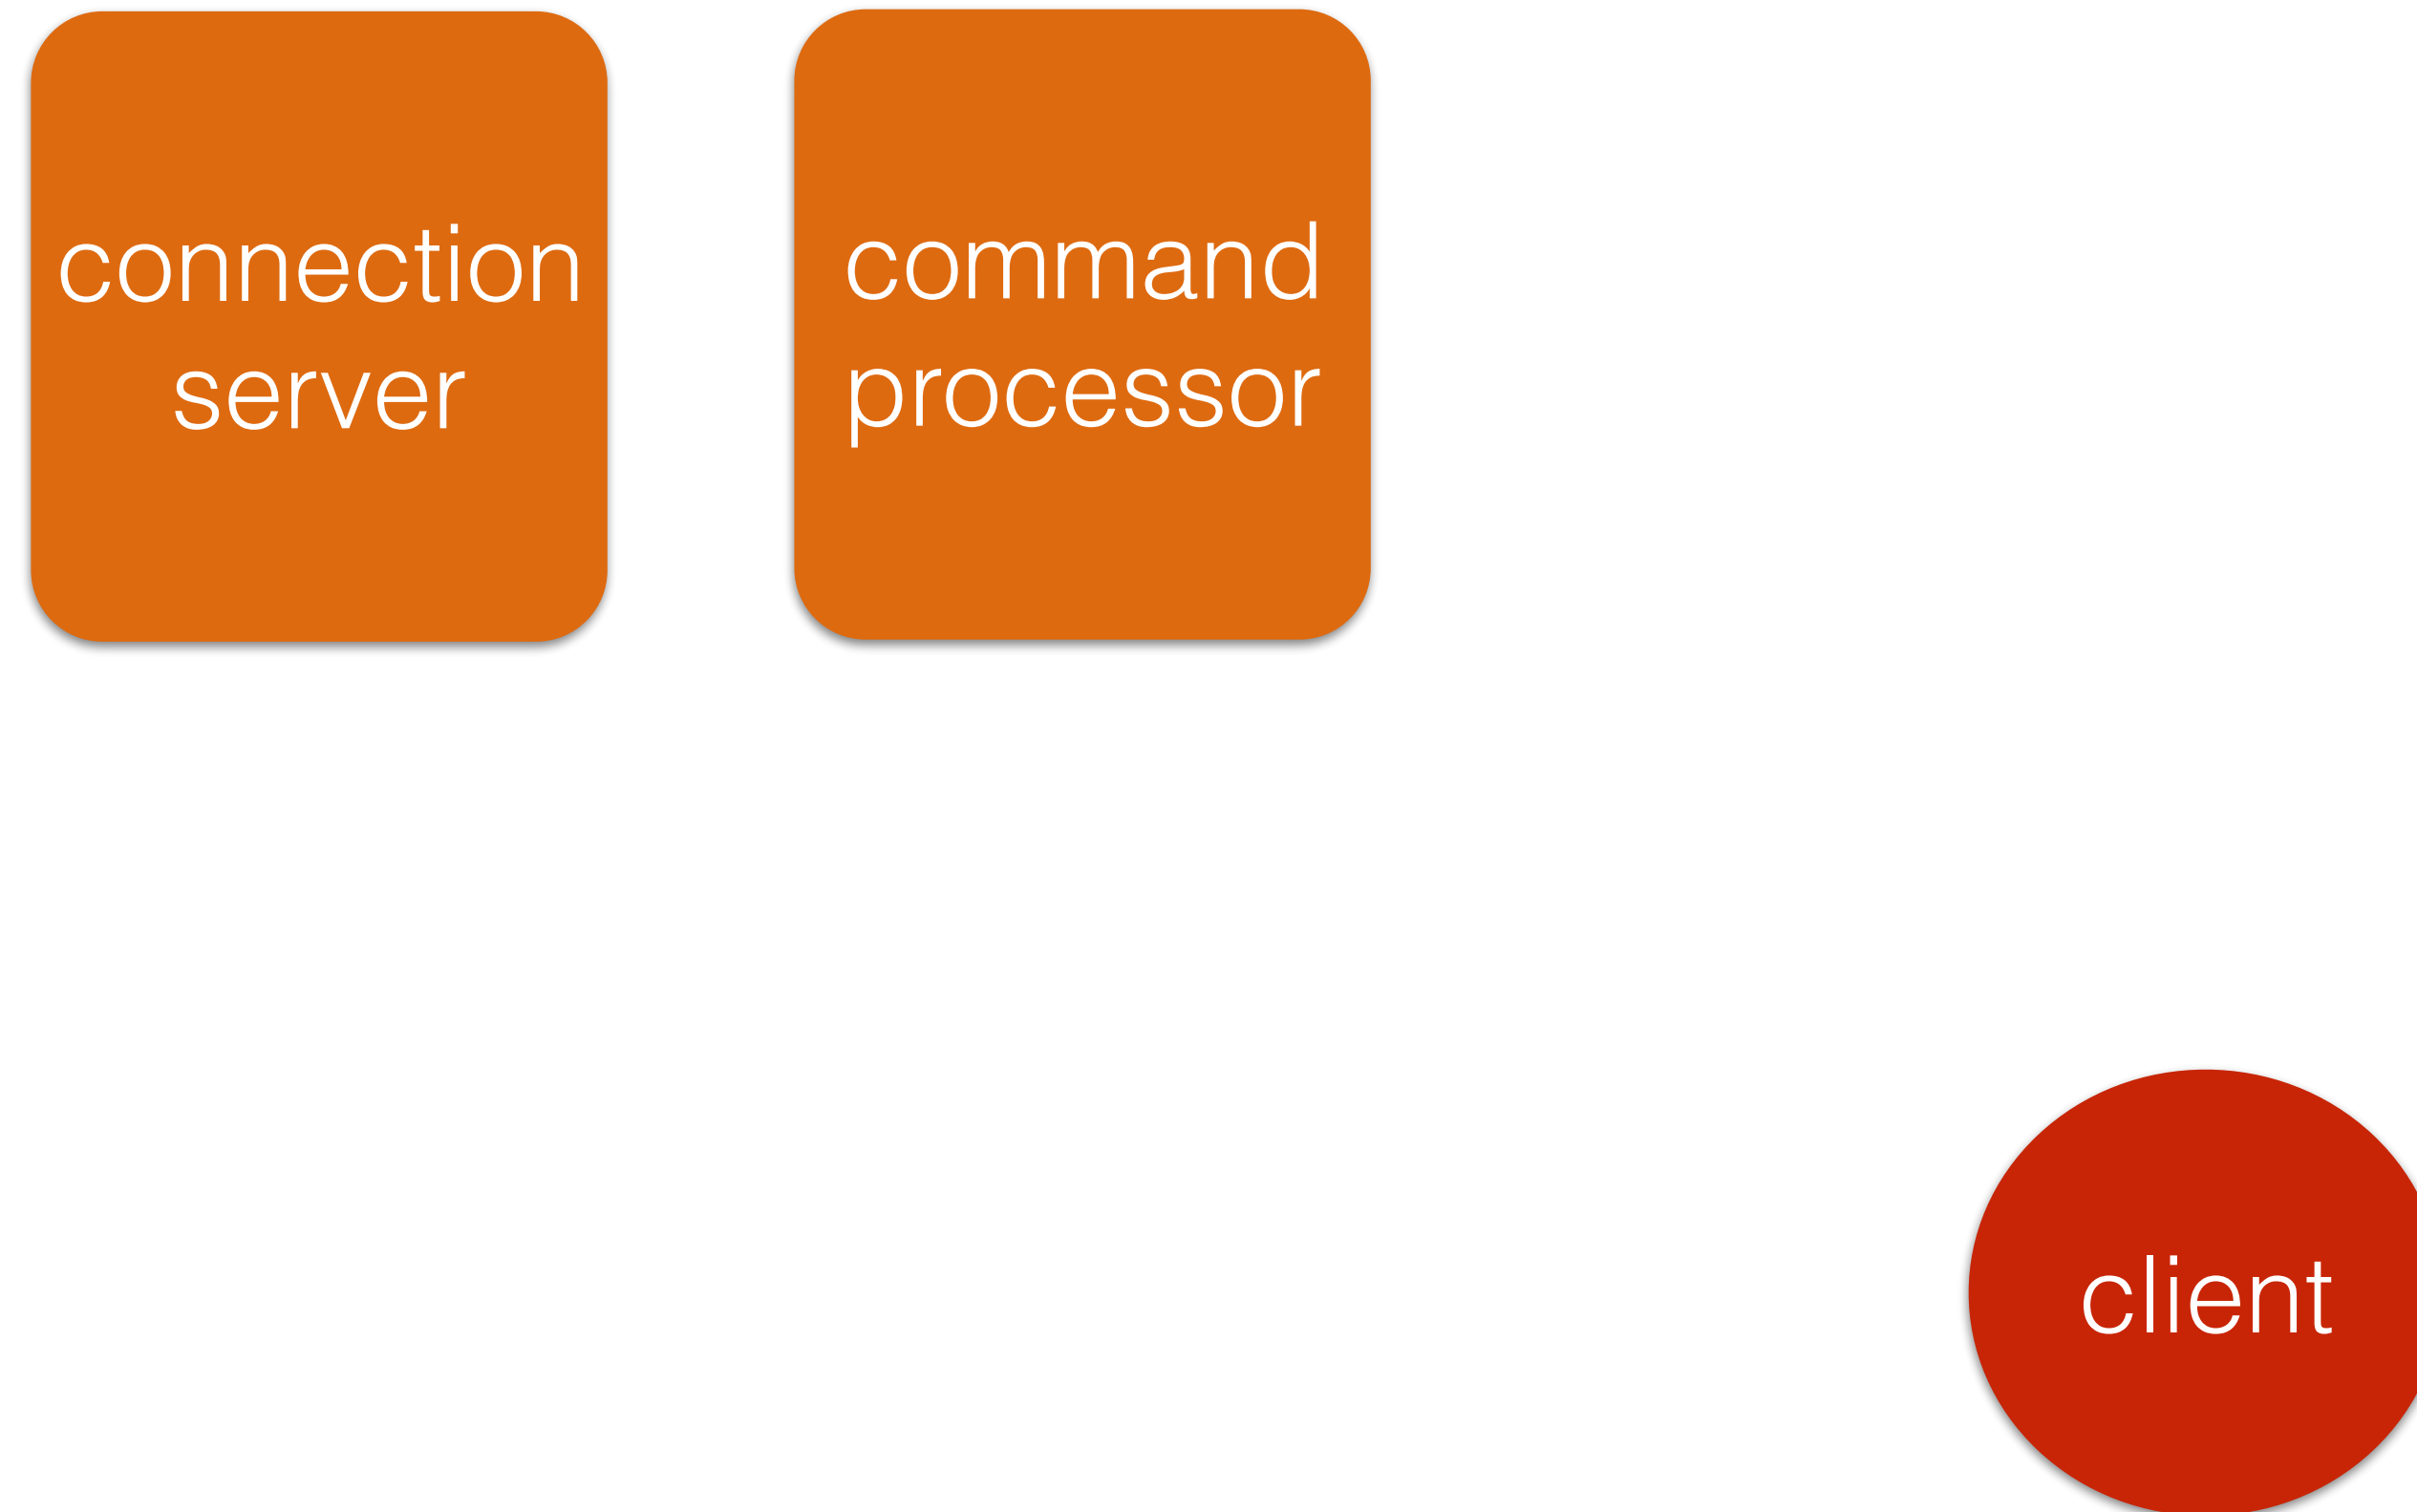 connection
server
command
processor
client